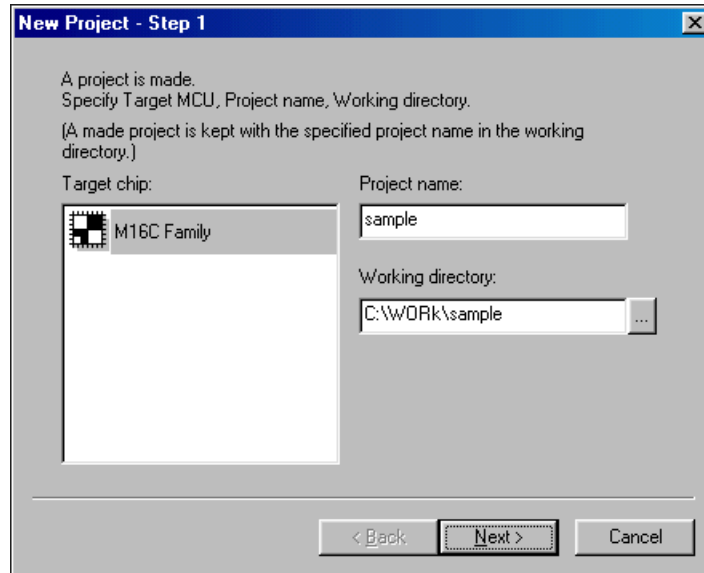 New Project - Step 1
A project is made.
Specify Target MCU, Project name, Working directory.
(A made project is kept with the specified project name in the working
directory.)
Target chip:
Project name:
M16C Family
sample
Working directory:
C:\WORk\sample
...
< Back
Next >
Cancel